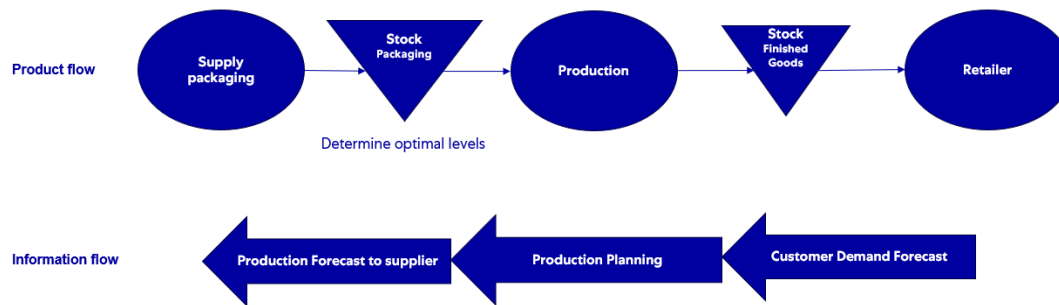 Product flow
Supply
packaging
Stock
Packaging
Production
Stock
Finished
Goods
Retailer
Determine optimal levels
Information flow
Production Forecast to supplier
Production Planning
Customer Demand Forecast